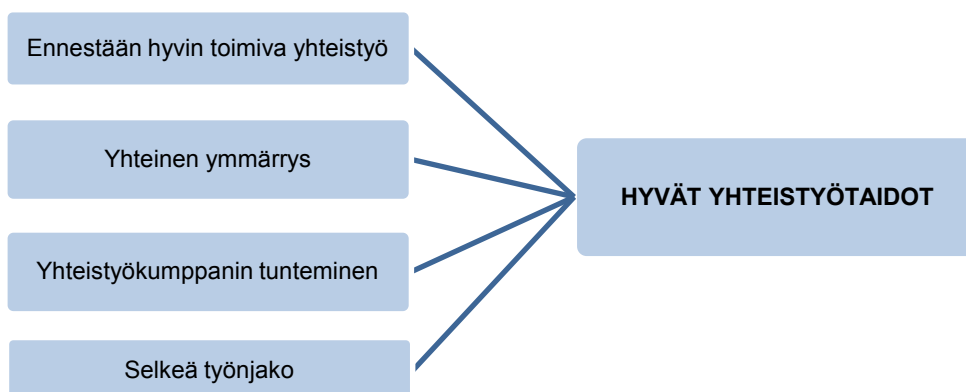 Ennestään hyvin toimiva yhteistyö
Yhteinen ymmärrys
HYVÄT YHTEISTYÖTAIDOT
Yhteistyökumppanin tunteminen
Selkeä työnjako